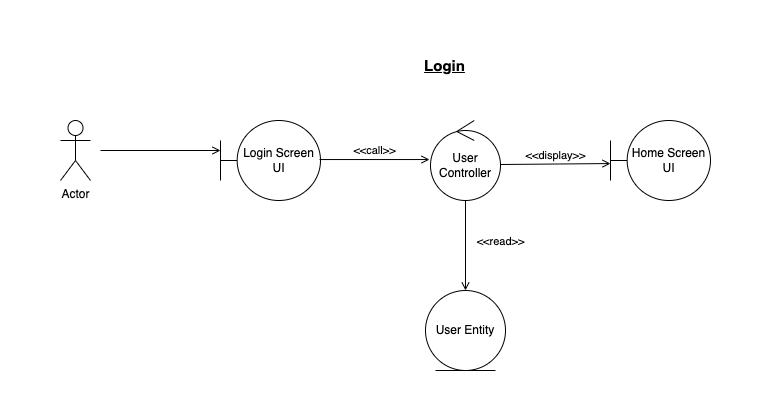 Login
Actor
Login Screen
UI
<<call>>
User
Controller
<<display>>
Home Screen
UI
<<read>>
User Entity